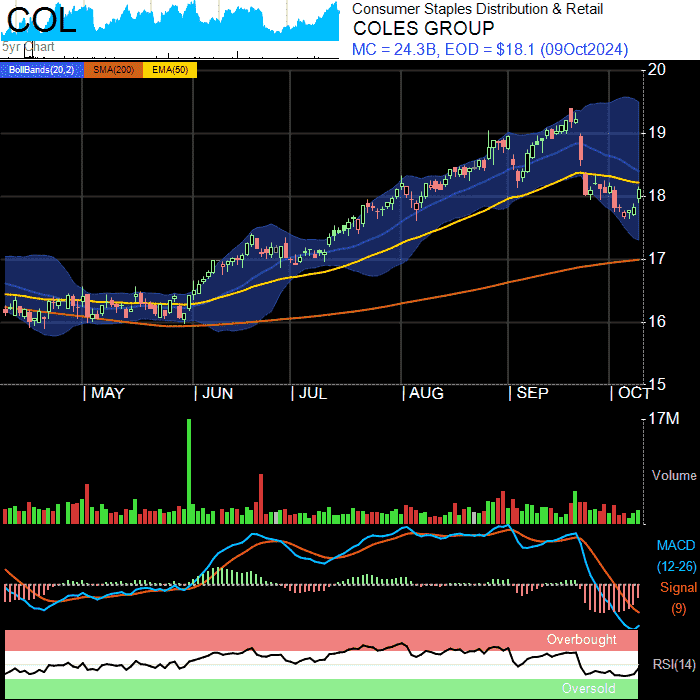 COL
5yr Chart
Consumer Staples Distribution & Retail
COLES GROUP
MC = 24.3B, EOD = $18.1 (09Oct2024)
BollBands(20,2) SMA(200) EMA(50)
20
19
18
17
16
15
MAY JUN JUL AUG SEP OCT
17M
Volume
MACD
(12-26)
Signal
(9)
Overbought
RSI(14)
Oversold